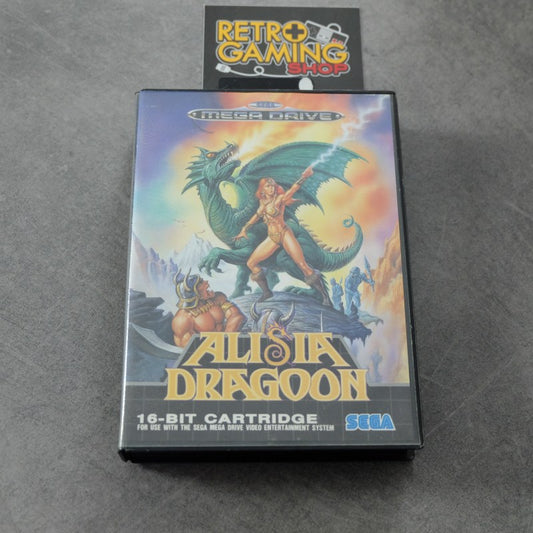 RETRO
GAMING
SHOP
SEGA
MEGA DRIVE
ALISIA
DRAGOON
16-BIT CARTRIDGE
FOR USE WITH THE SEGA MEGA DRIVE VIDEO ENTERTAINMENT SYSTEM
SEGA